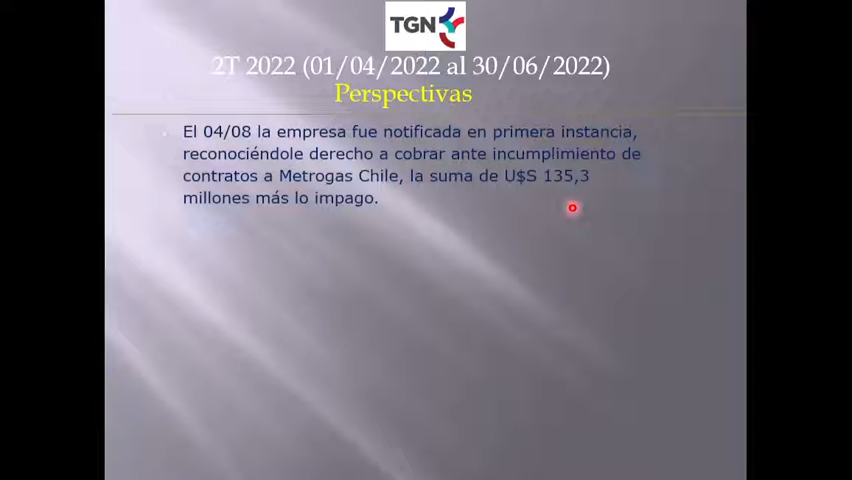 TGN
2T 2022 (01/04/2022 al 30/06/2022)
Perspectivas
El 04/08 la empresa fue notificada en primera instancia,
reconociéndole derecho a cobrar ante incumplimiento de
contratos a Metrogas Chile, la suma de U$S 135,3
millones más lo impago.